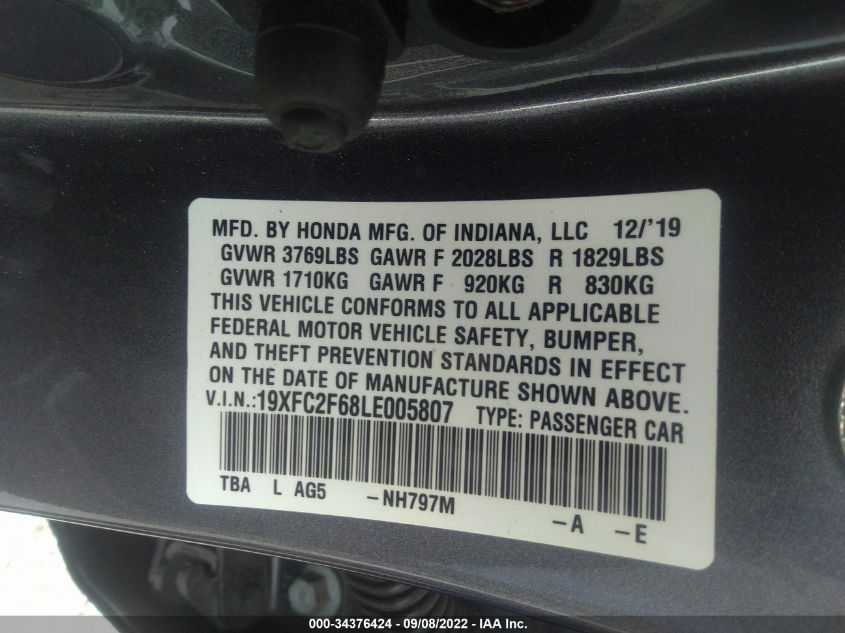 MFD. BY HONDA MFG. OF INDIANA, LLC 12/'19
GVWR 3769LBS GAWR F 2028LBS R 1829LBS
GVWR 1710KG GAWR F 920KG R 830KG
THIS VEHICLE CONFORMS TO ALL APPLICABLE
FEDERAL MOTOR VEHICLE SAFETY, BUMPER,
AND THEFT PREVENTION STANDARDS IN EFFECT
ON THE DATE OF MANUFACTURE SHOWN ABOVE.
V.I.N.:19XFC2F68LE005807 TYPE: PASSENGER CAR
TBA L AG5 -NH797M -A -E
000-34376424 - 09/08/2022 - IAA Inc.